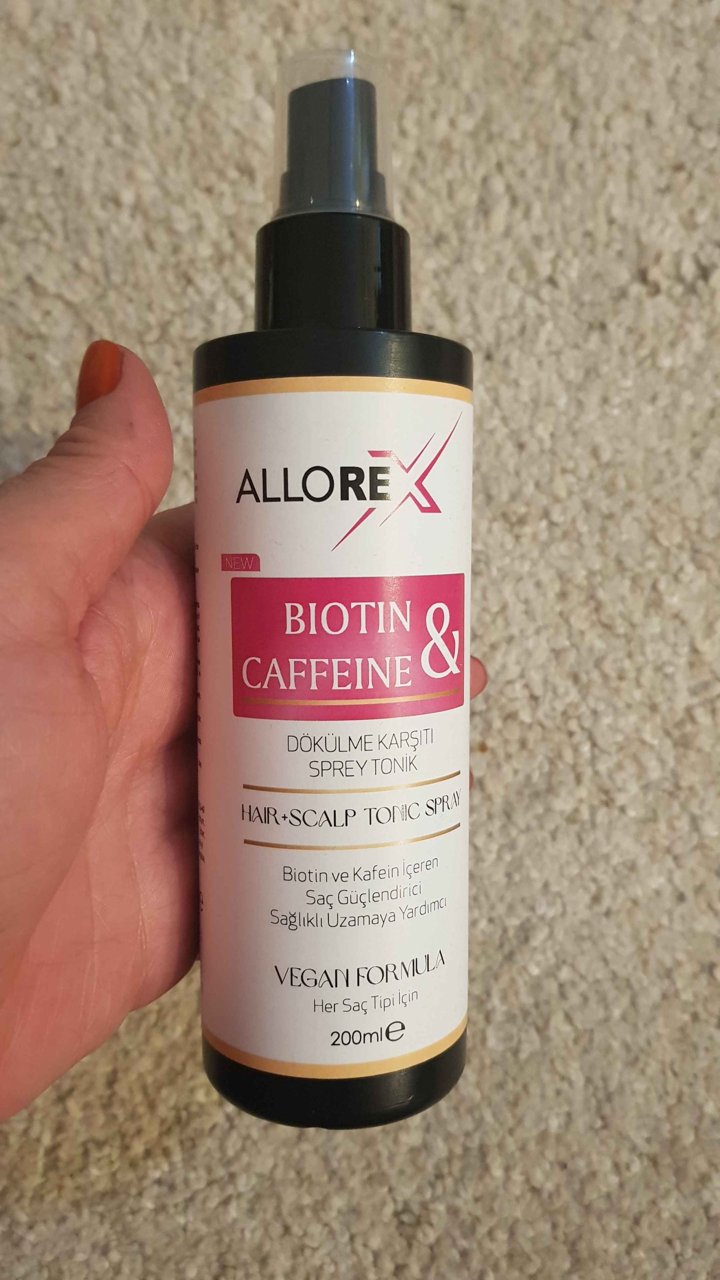 ALLOREX
NEW
BIOTIN &
CAFFEINE
DÖKÜLME KARŞITI
SPREY TONİK
HAIR+SCALP TONIC SPRAY
Biotin ve Kafein İçeren
Saç Güçlendirici
Sağlıklı Uzamaya Yardımcı
VEGAN FORMULA
Her Saç Tipi İçin
200ml e